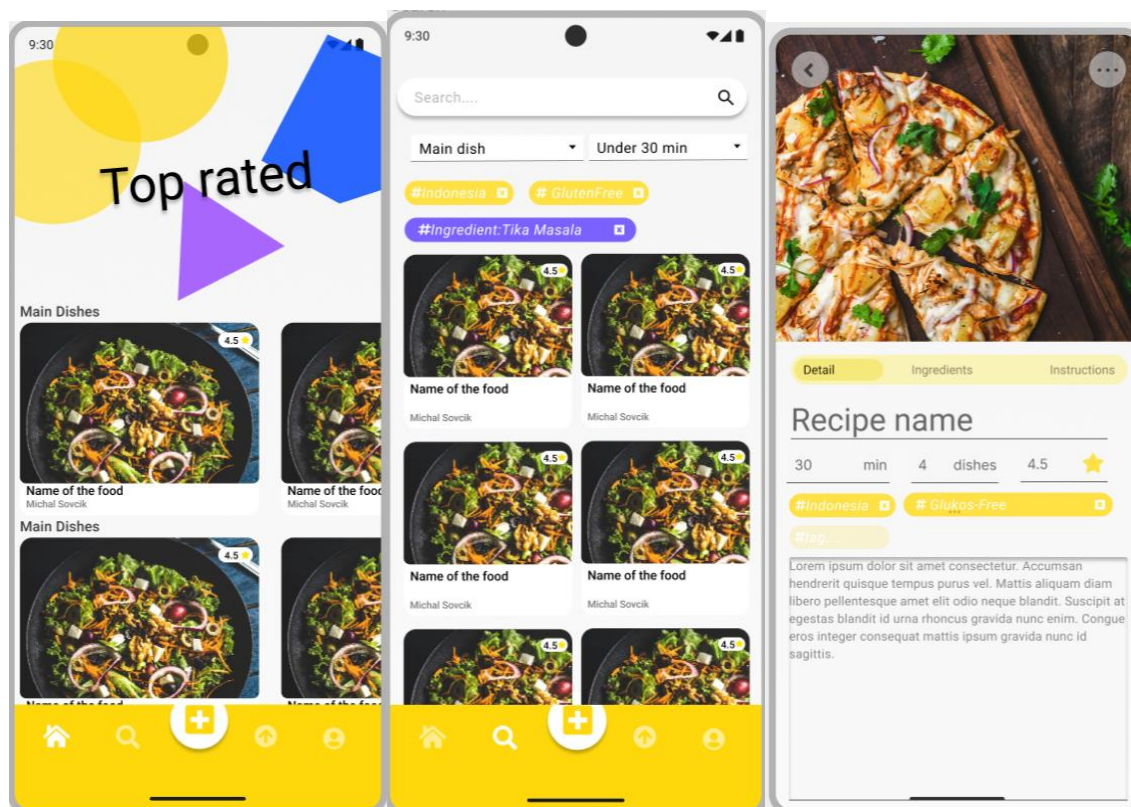 9:30
Top rated
Main Dishes
4.5
Name of the food
Name of the food
Michal Sovcik
Michal Sovcik
Main Dishes
4.5
9:30
Search....
Main dish
Under 30 min
#Indonesia
# GlutenFree
#Ingredient:Tika Masala
4.5
4.5
Name of the food
Name of the food
Michal Sovcik
Michal Sovcik
4.5
4.5
Name of the food
Name of the food
Michal Sovcik
Michal Sovcik
4.5
4.5
Detail Ingredients Instructions
Recipe name
30 min 4 dishes 4.5
#Indonesia
# Glukos-Free
#tag...
Lorem ipsum dolor sit amet consectetur. Accumsan
hendrerit quisque tempus purus vel. Mattis aliquam diam
libero pellentesque amet elit odio neque blandit. Suscipit at
egestas blandit id urna rhoncus gravida nunc enim. Congue
eros integer consequat mattis ipsum gravida nunc id
sagittis.